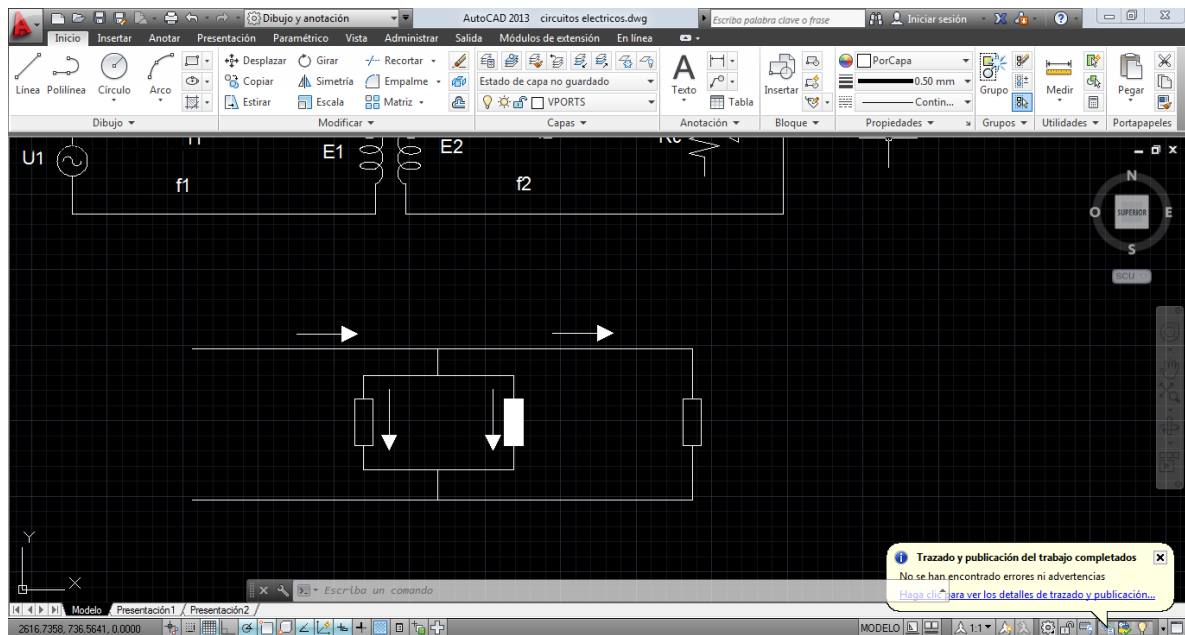 Dibujo y anotación
AutoCAD 2013 circuitos electricos.dwg
Escriba palabra clave o frase
Iniciar sesión
Inicio Insertar Anotar Presentación Paramétrico Vista Administrar Salida Módulos de extensión En línea
Línea Polilínea Círculo Arco
Desplazar Girar Recortar
Copiar Simetría Empalme
Estirar Escala Matriz
Estado de capa no guardado
VPORTS
Texto
Tabla
Insertar
PorCapa
0.50 mm
Contin...
Grupo
Medir
Pegar
Dibujo Modificar Capas Anotación Bloque Propiedades Grupos Utilidades Portapapeles
U1
E1
E2
f1
f2
N
O SUPERIOR E
S
SCU
Y
X
Trazado y publicación del trabajo completados
No se han encontrado errores ni advertencias
Haga clic para ver los detalles de trazado y publicación...
Escriba un comando
Modelo Presentación1 Presentación2
2616.7358, 736.5641, 0.0000
MODELO
1:1